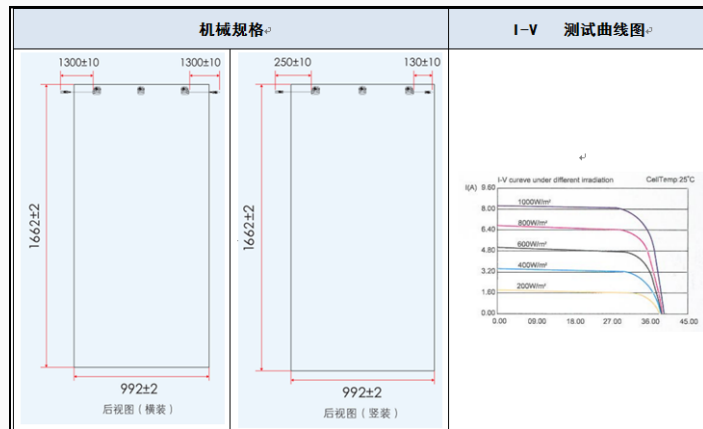 机械规格
I-V 测试曲线图
1300±10 1300±10
1662±2
992±2
后视图（横装）
250±10 130±10
1662±2
992±2
后视图（竖装）
I-V cureve under different irradiation CellTemp 25°C
I(A) 9.60
8.00
6.40
4.80
3.20
1.60
0.00
1000W/m²
800W/m²
600W/m²
400W/m²
200W/m²
0.00 09.00 18.00 27.00 36.00 45.00